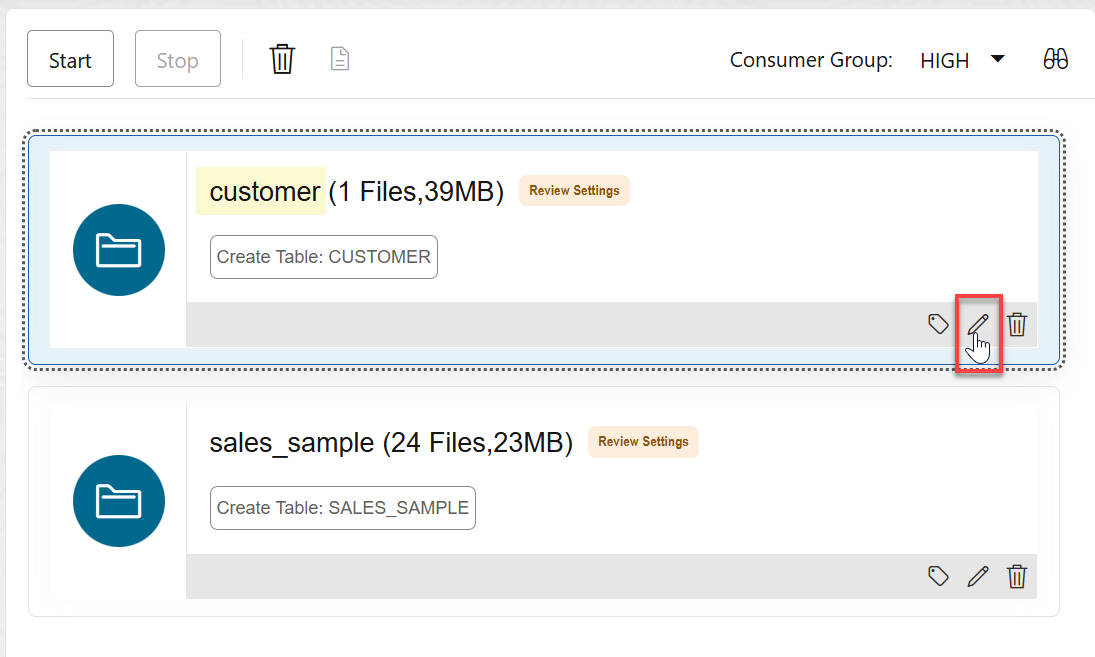 Start Stop Consumer Group: HIGH
customer (1 Files,39MB) Review Settings
Create Table: CUSTOMER
sales_sample (24 Files,23MB) Review Settings
Create Table: SALES_SAMPLE